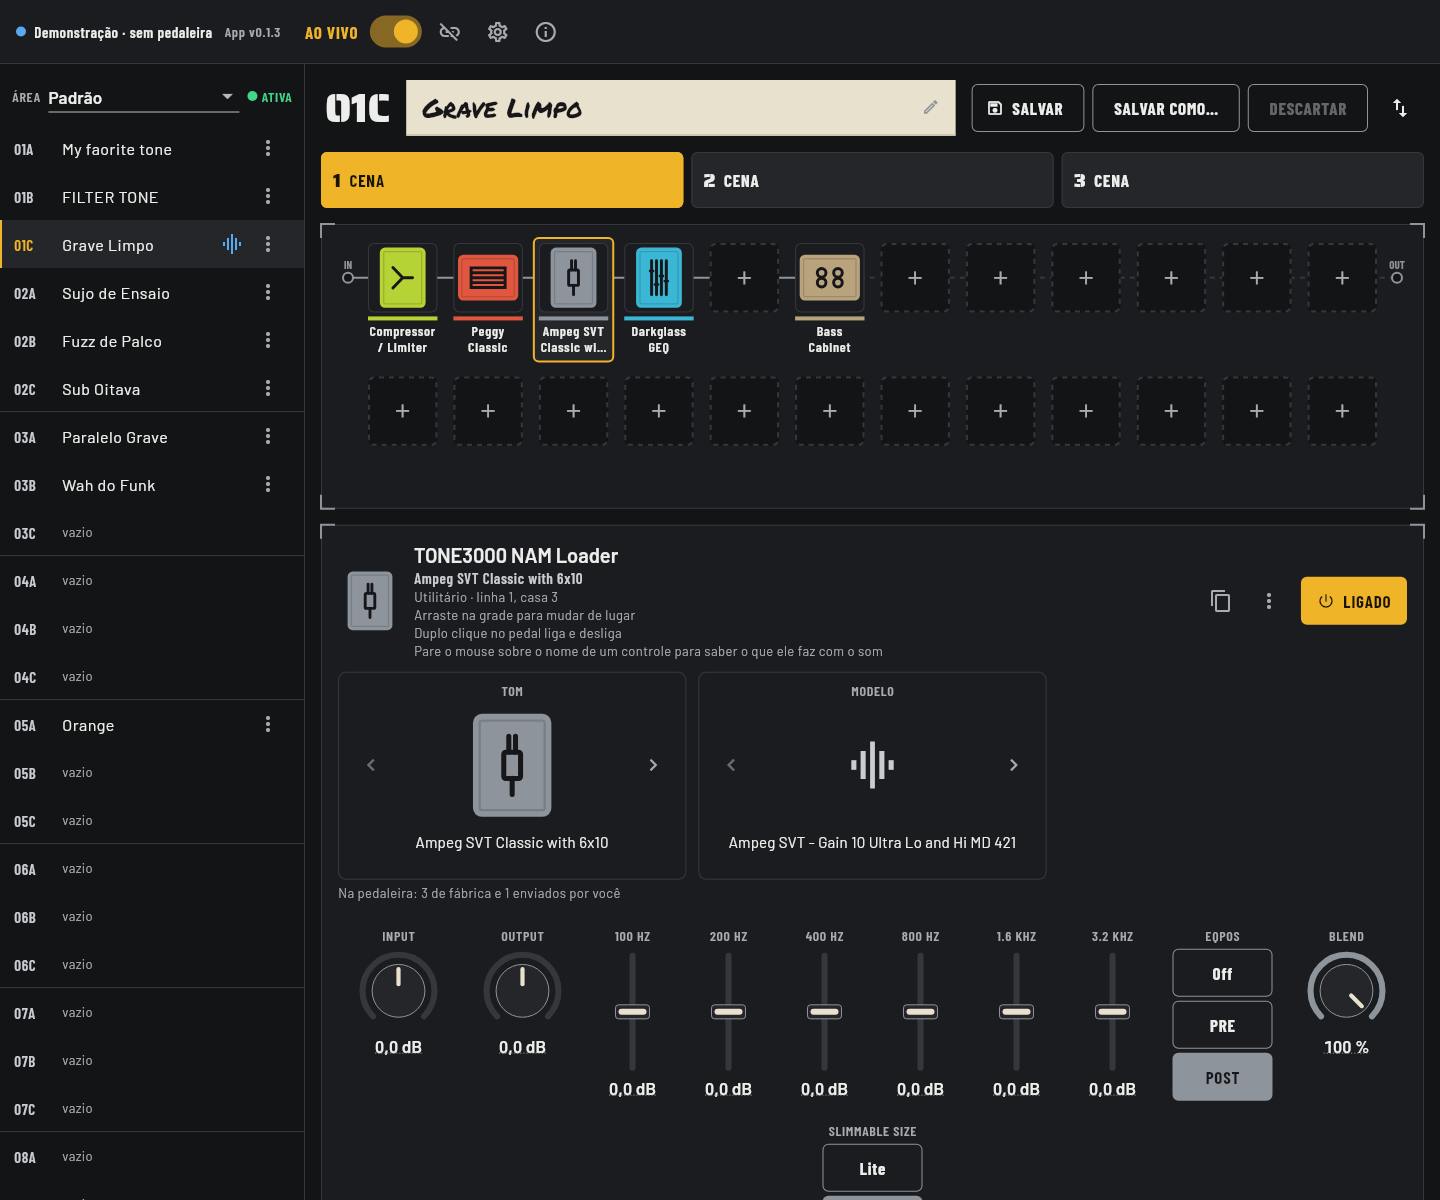 Demonstração · sem pedaleira App v0.1.3 AO VIVO
ÁREA Padrão ATIVA
01A My faorite tone
01B FILTER TONE
01C Grave Limpo
02A Sujo de Ensaio
02B Fuzz de Palco
02C Sub Oitava
03A Paralelo Grave
03B Wah do Funk
03C vazio
04A vazio
04B vazio
04C vazio
05A Orange
05B vazio
05C vazio
06A vazio
06B vazio
06C vazio
07A vazio
07B vazio
07C vazio
08A vazio
01C Grave Limpo SALVAR SALVAR COMO... DESCARTAR
1 CENA 2 CENA 3 CENA
IN OUT
88
Compressor / Limiter
Peggy Classic
Ampeg SVT Classic wi...
Darkglass GEQ
Bass Cabinet
TONE3000 NAM Loader
Ampeg SVT Classic with 6x10
Utilitário · linha 1, casa 3
Arraste na grade para mudar de lugar
Duplo clique no pedal liga e desliga
Pare o mouse sobre o nome de um controle para saber o que ele faz com o som
LIGADO
TOM
Ampeg SVT Classic with 6x10
MODELO
Ampeg SVT - Gain 10 Ultra Lo and Hi MD 421
Na pedaleira: 3 de fábrica e 1 enviados por você
INPUT OUTPUT 100 HZ 200 HZ 400 HZ 800 HZ 1.6 KHZ 3.2 KHZ EQPOS BLEND
Off
PRE
POST
0,0 dB 0,0 dB 100 %
0,0 dB 0,0 dB 0,0 dB 0,0 dB 0,0 dB 0,0 dB
SLIMMABLE SIZE
Lite